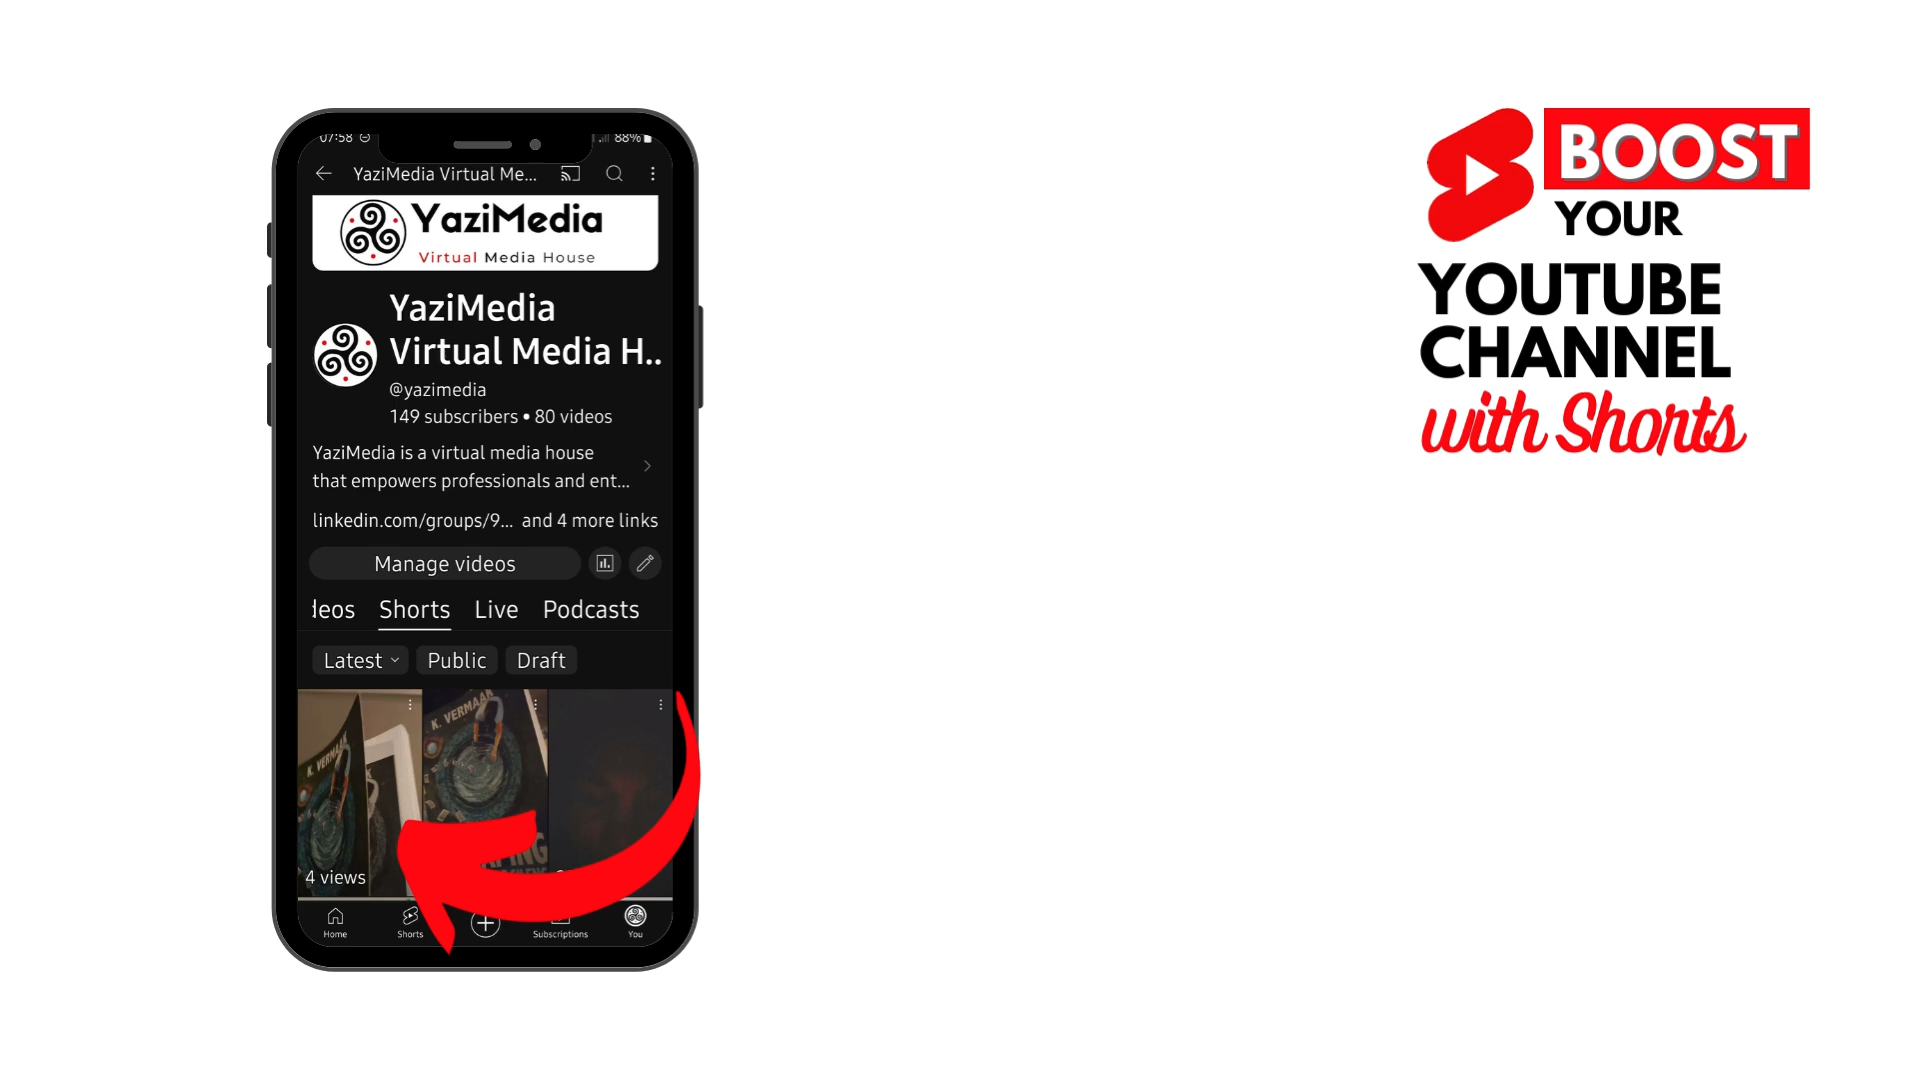 07:58
88%
YaziMedia Virtual Me...
YaziMedia
Virtual Media House
YaziMedia
Virtual Media H..
@yazimedia
149 subscribers • 80 videos
YaziMedia is a virtual media house
that empowers professionals and ent...
linkedin.com/groups/9... and 4 more links
Manage videos
deos Shorts Live Podcasts
Latest Public Draft
K. VERMAAK
K. VERMAAK
4 views
Home Shorts Subscriptions You
BOOST
YOUR
YOUTUBE
CHANNEL
with Shorts